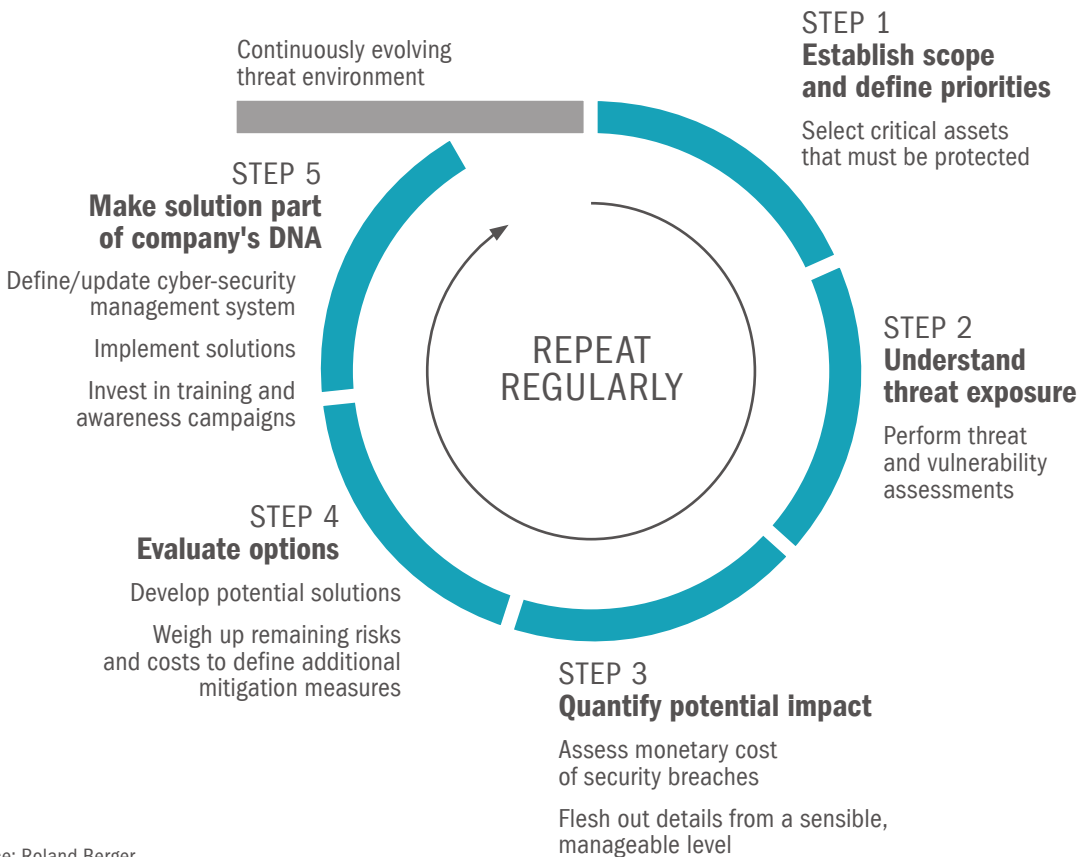 Continuously evolving
threat environment
STEP 1
Establish scope
and define priorities
Select critical assets
that must be protected
STEP 2
Understand
threat exposure
Perform threat
and vulnerability
assessments
STEP 3
Quantify potential impact
Assess monetary cost
of security breaches
Flesh out details from a sensible,
manageable level
STEP 4
Evaluate options
Develop potential solutions
Weigh up remaining risks
and costs to define additional
mitigation measures
STEP 5
Make solution part
of company's DNA
Define/update cyber-security
management system
Implement solutions
Invest in training and
awareness campaigns
REPEAT
REGULARLY
Roland Berger